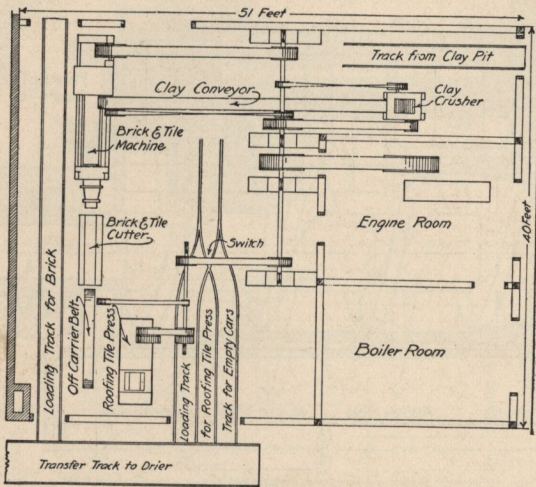 51 Feet
Track from Clay Pit
Clay Conveyor
Clay
Crusher
Brick & Tile
Machine
40 Feet
Engine Room
Brick & Tile
Cutter
Switch
Loading Track for Brick
Off Carrier Belt
Roofing Tile Press
Loading Track
for Roofing Tile Press
Track for Empty Cars
Boiler Room
Transfer Track to Drier